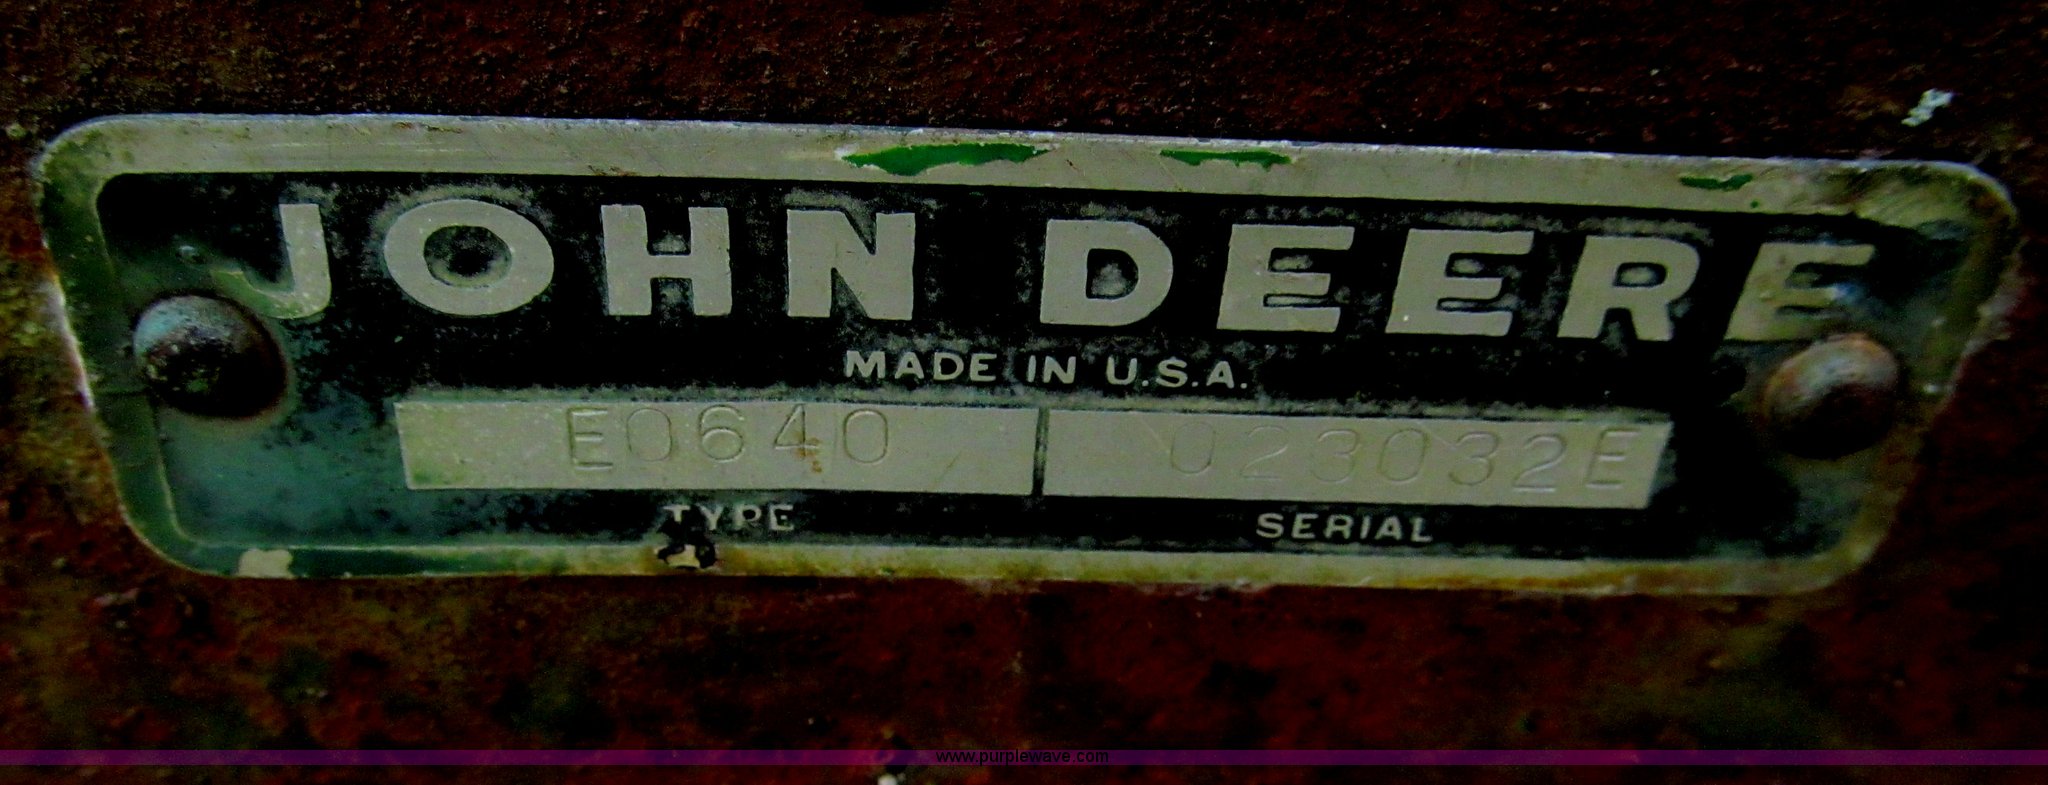 JOHN DEERE
MADE IN U.S.A.
E0640 023032E
TYPE SERIAL
www.purplewave.com